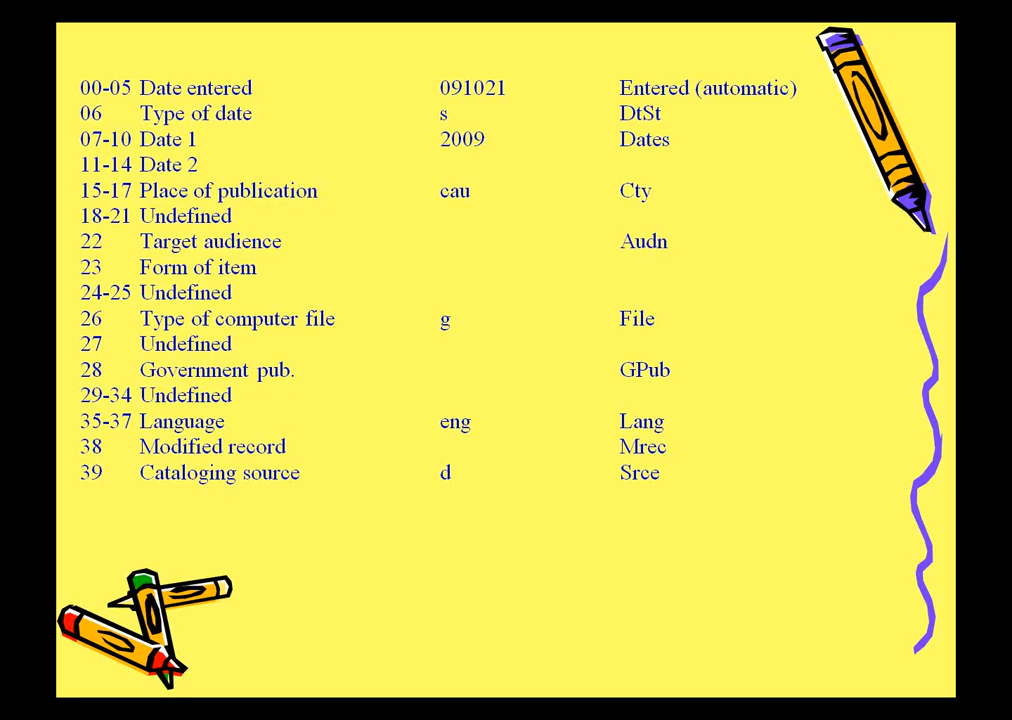 00-05 Date entered 091021 Entered (automatic)
06 Type of date s DtSt
07-10 Date 1 2009 Dates
11-14 Date 2
15-17 Place of publication cau Cty
18-21 Undefined
22 Target audience Audn
23 Form of item
24-25 Undefined
26 Type of computer file g File
27 Undefined
28 Government pub. GPub
29-34 Undefined
35-37 Language eng Lang
38 Modified record Mrec
39 Cataloging source d Srce